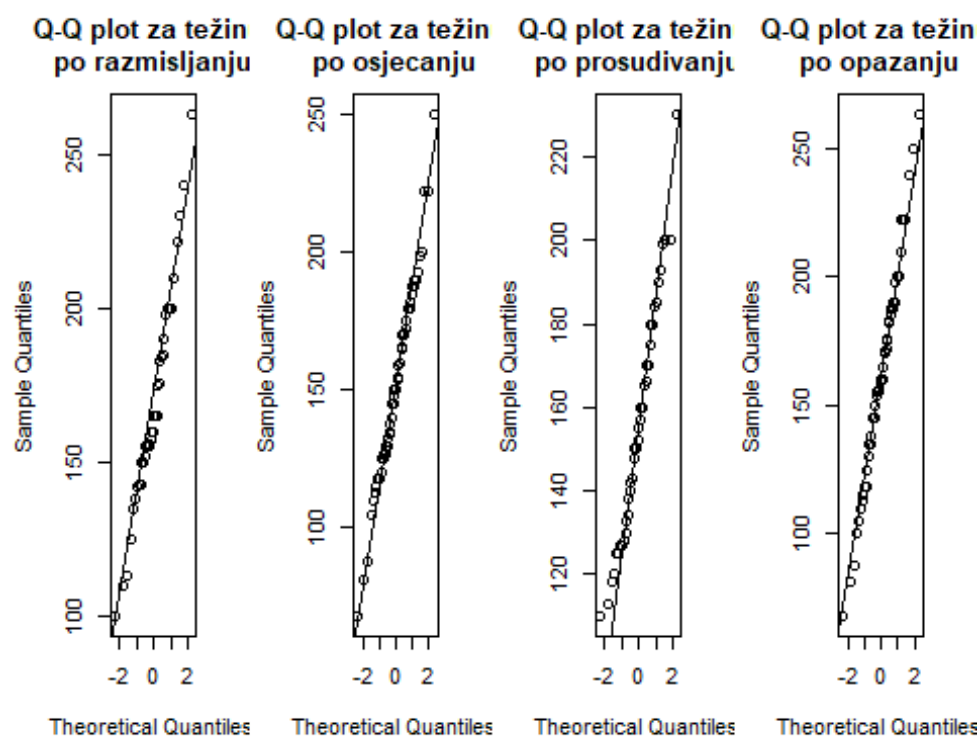 Q-Q plot za težin
po razmisljanju
Sample Quantiles
100
150
200
250
-2
0
2
Theoretical Quantiles
Q-Q plot za težin
po osjecanju
Sample Quantiles
100
150
200
250
-2
0
2
Theoretical Quantiles
Q-Q plot za težin
po prosuđivanju
Sample Quantiles
120
140
160
180
200
220
-2
0
2
Theoretical Quantiles
Q-Q plot za težin
po opazanju
Sample Quantiles
100
150
200
250
-2
0
2
Theoretical Quantiles